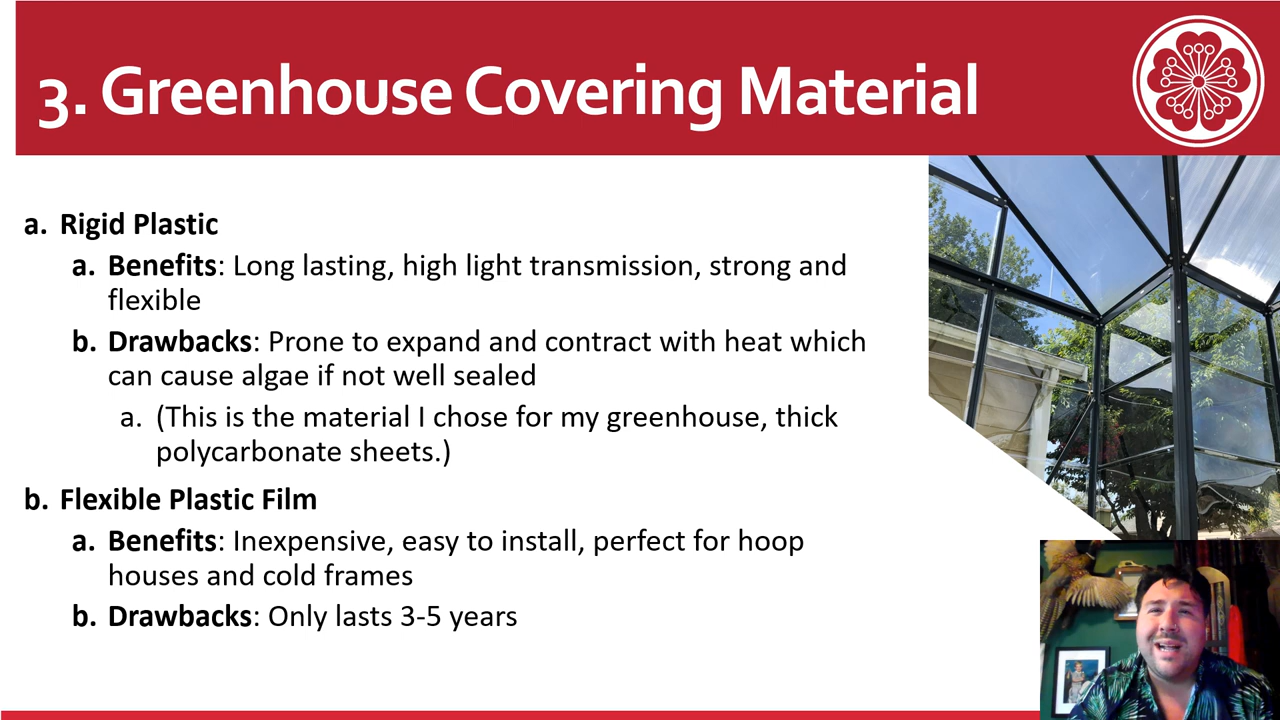 3. Greenhouse Covering Material
a. Rigid Plastic
a. Benefits: Long lasting, high light transmission, strong and
flexible
b. Drawbacks: Prone to expand and contract with heat which
can cause algae if not well sealed
a. (This is the material I chose for my greenhouse, thick
polycarbonate sheets.)
b. Flexible Plastic Film
a. Benefits: Inexpensive, easy to install, perfect for hoop
houses and cold frames
b. Drawbacks: Only lasts 3-5 years